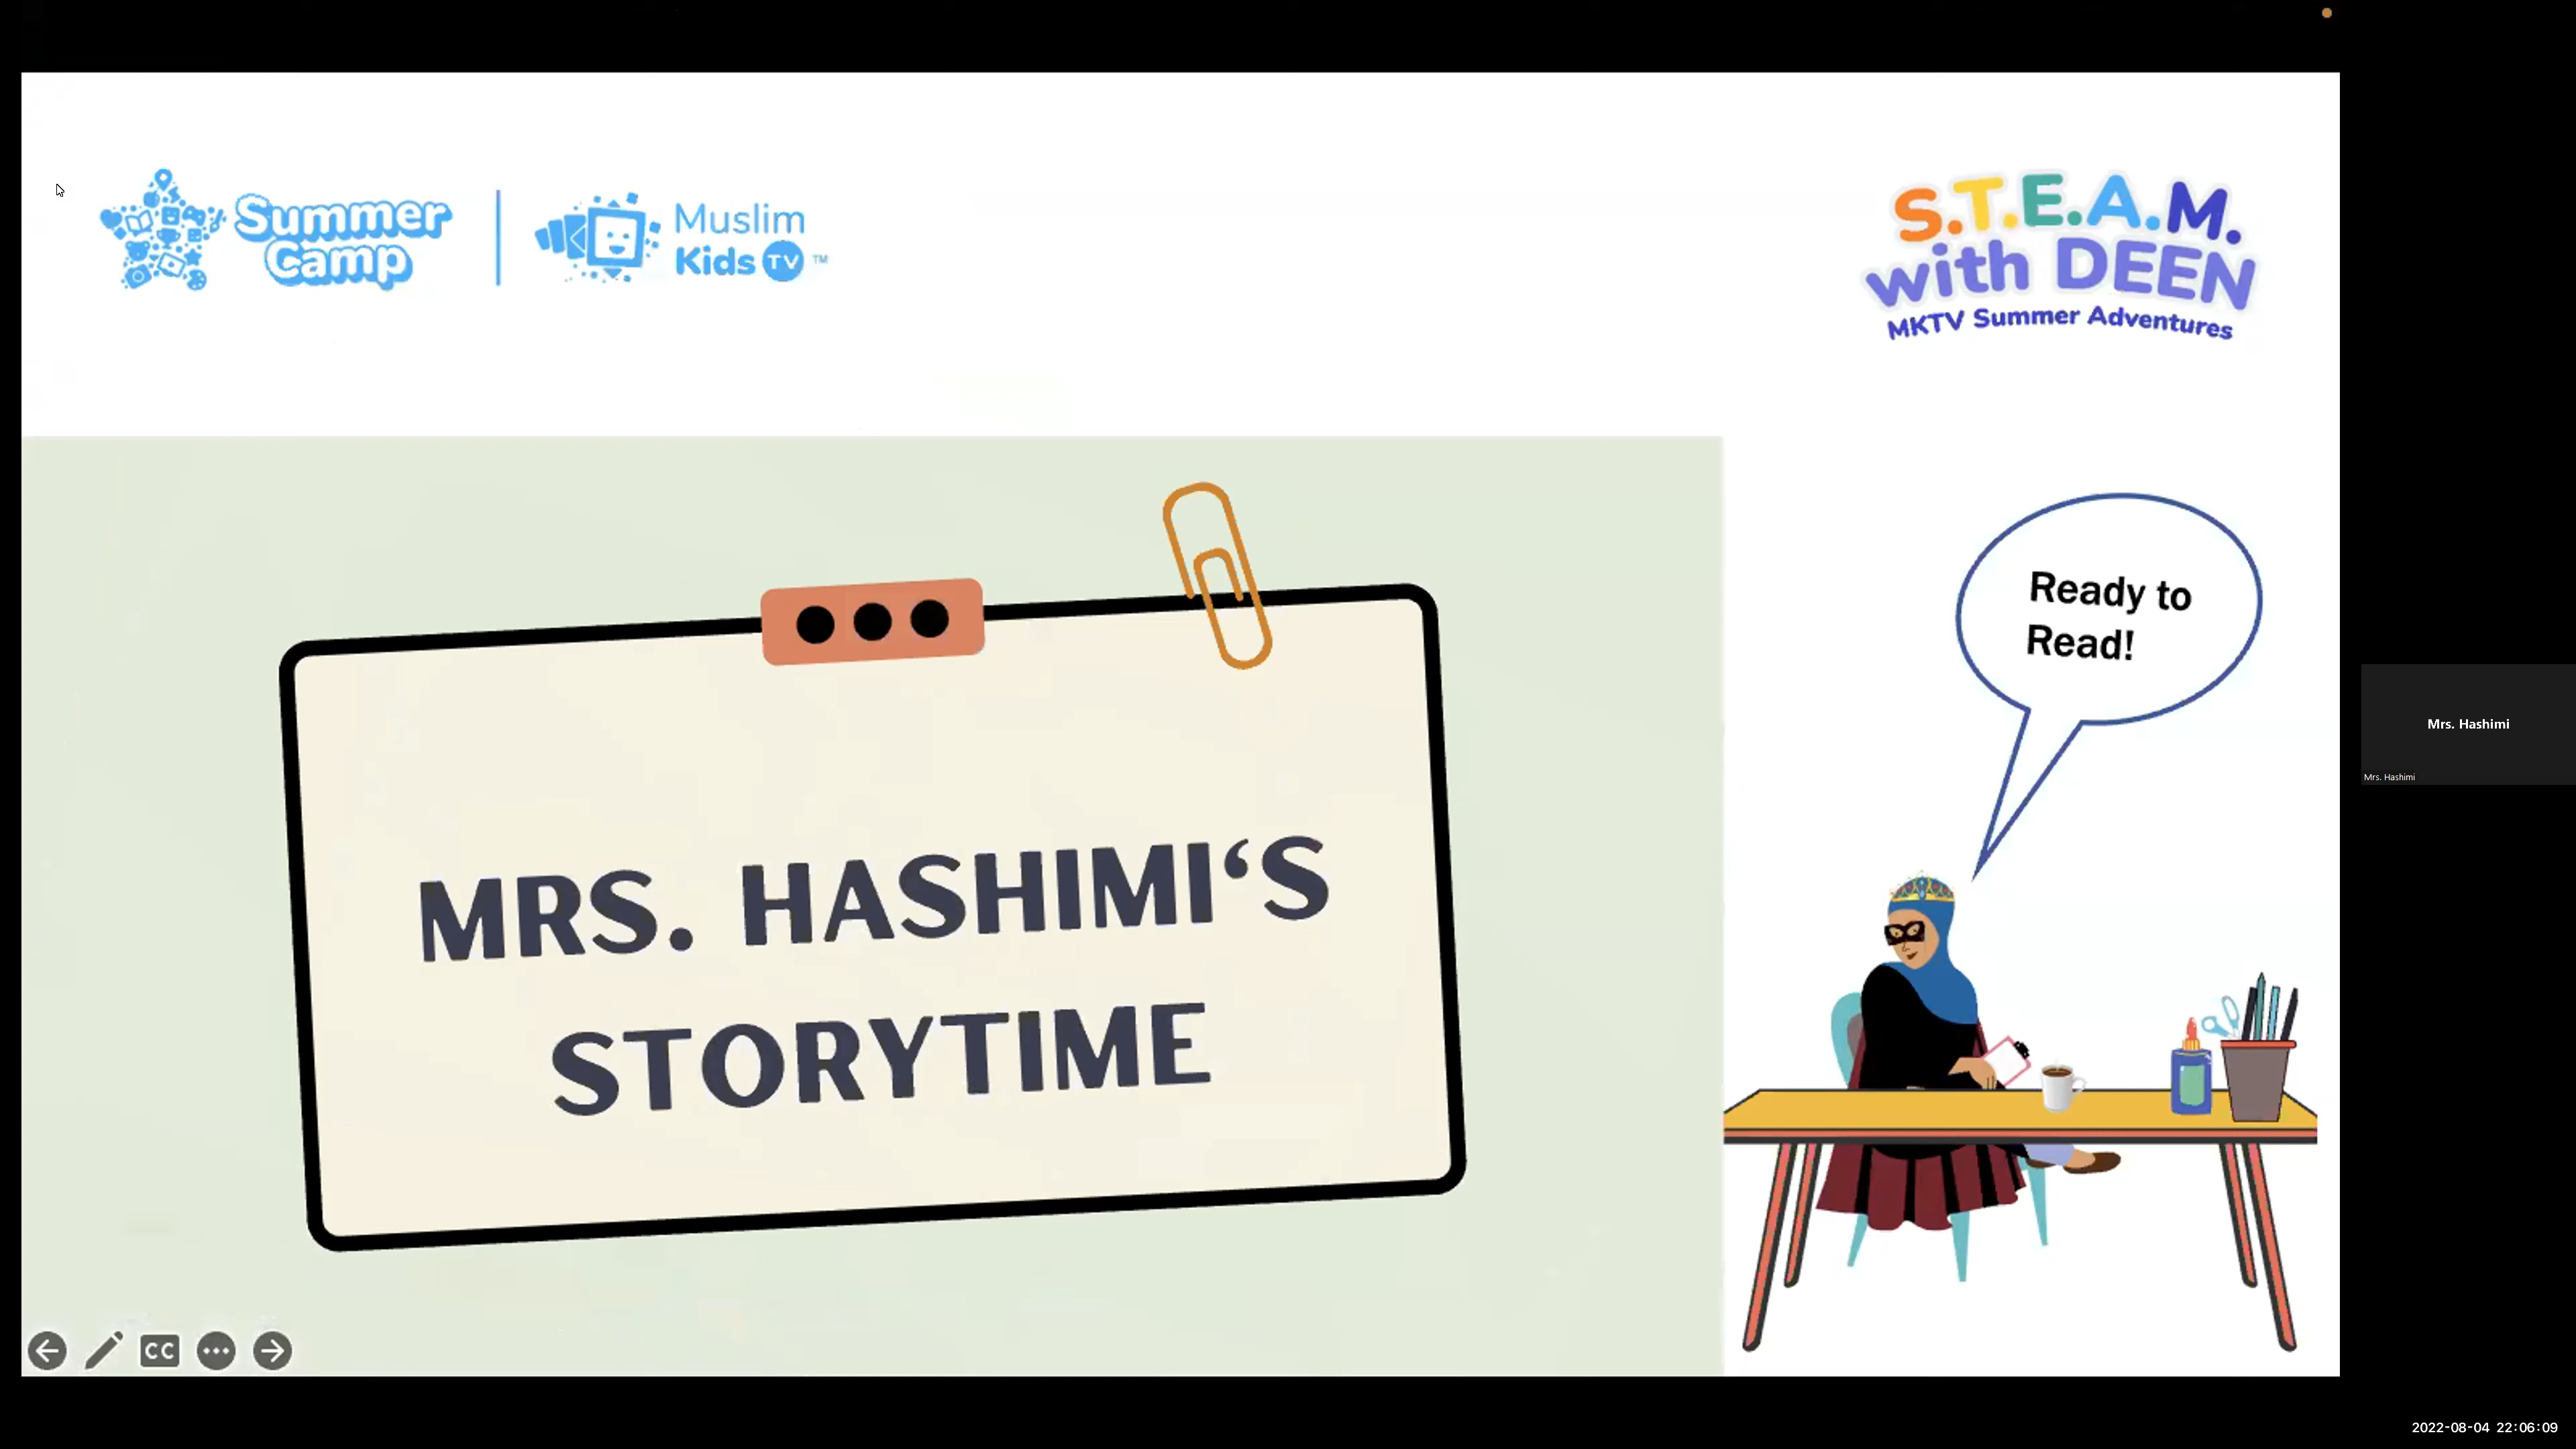 Summer
Camp
Muslim
Kids TV ™
S.T.E.A.M.
with DEEN
MKTV Summer Adventures
Ready to
Read!
MRS. HASHIMI‘S
STORYTIME
Mrs. Hashimi
Mrs. Hashimi
CC
2022-08-04 22:06:09